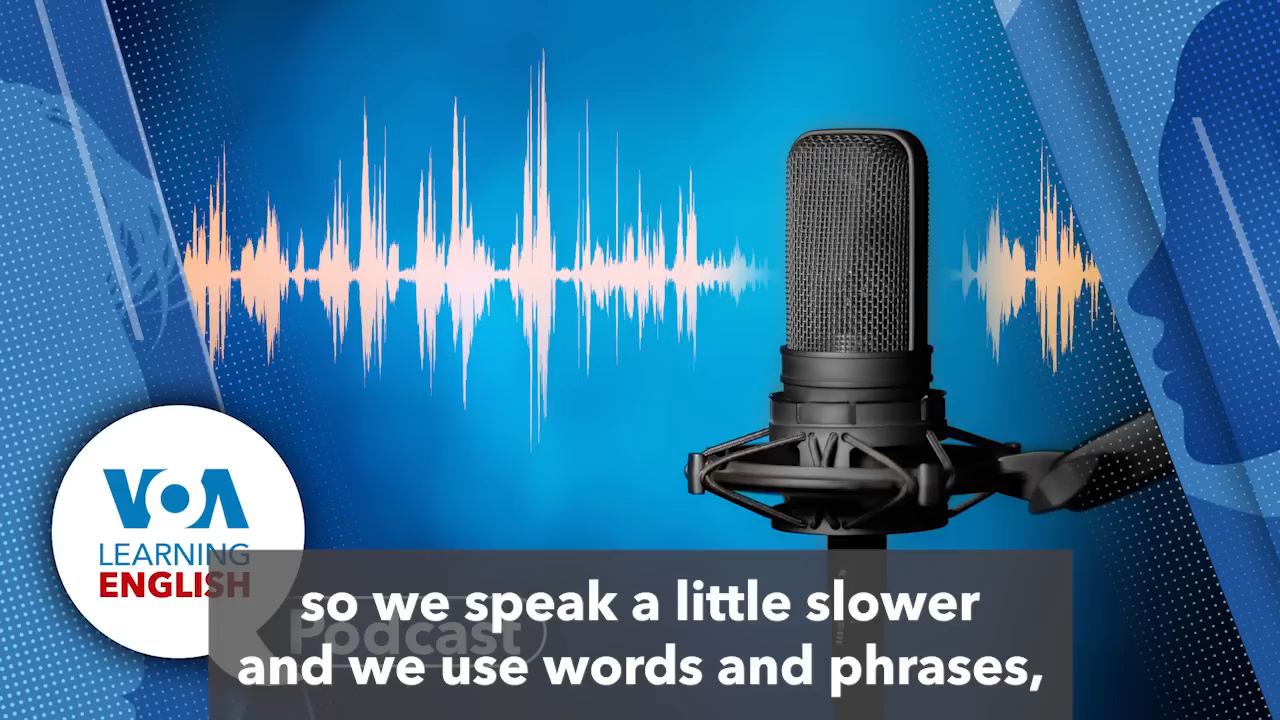 VOA
LEARNING
ENGLISH
Podcast
so we speak a little slower
and we use words and phrases,